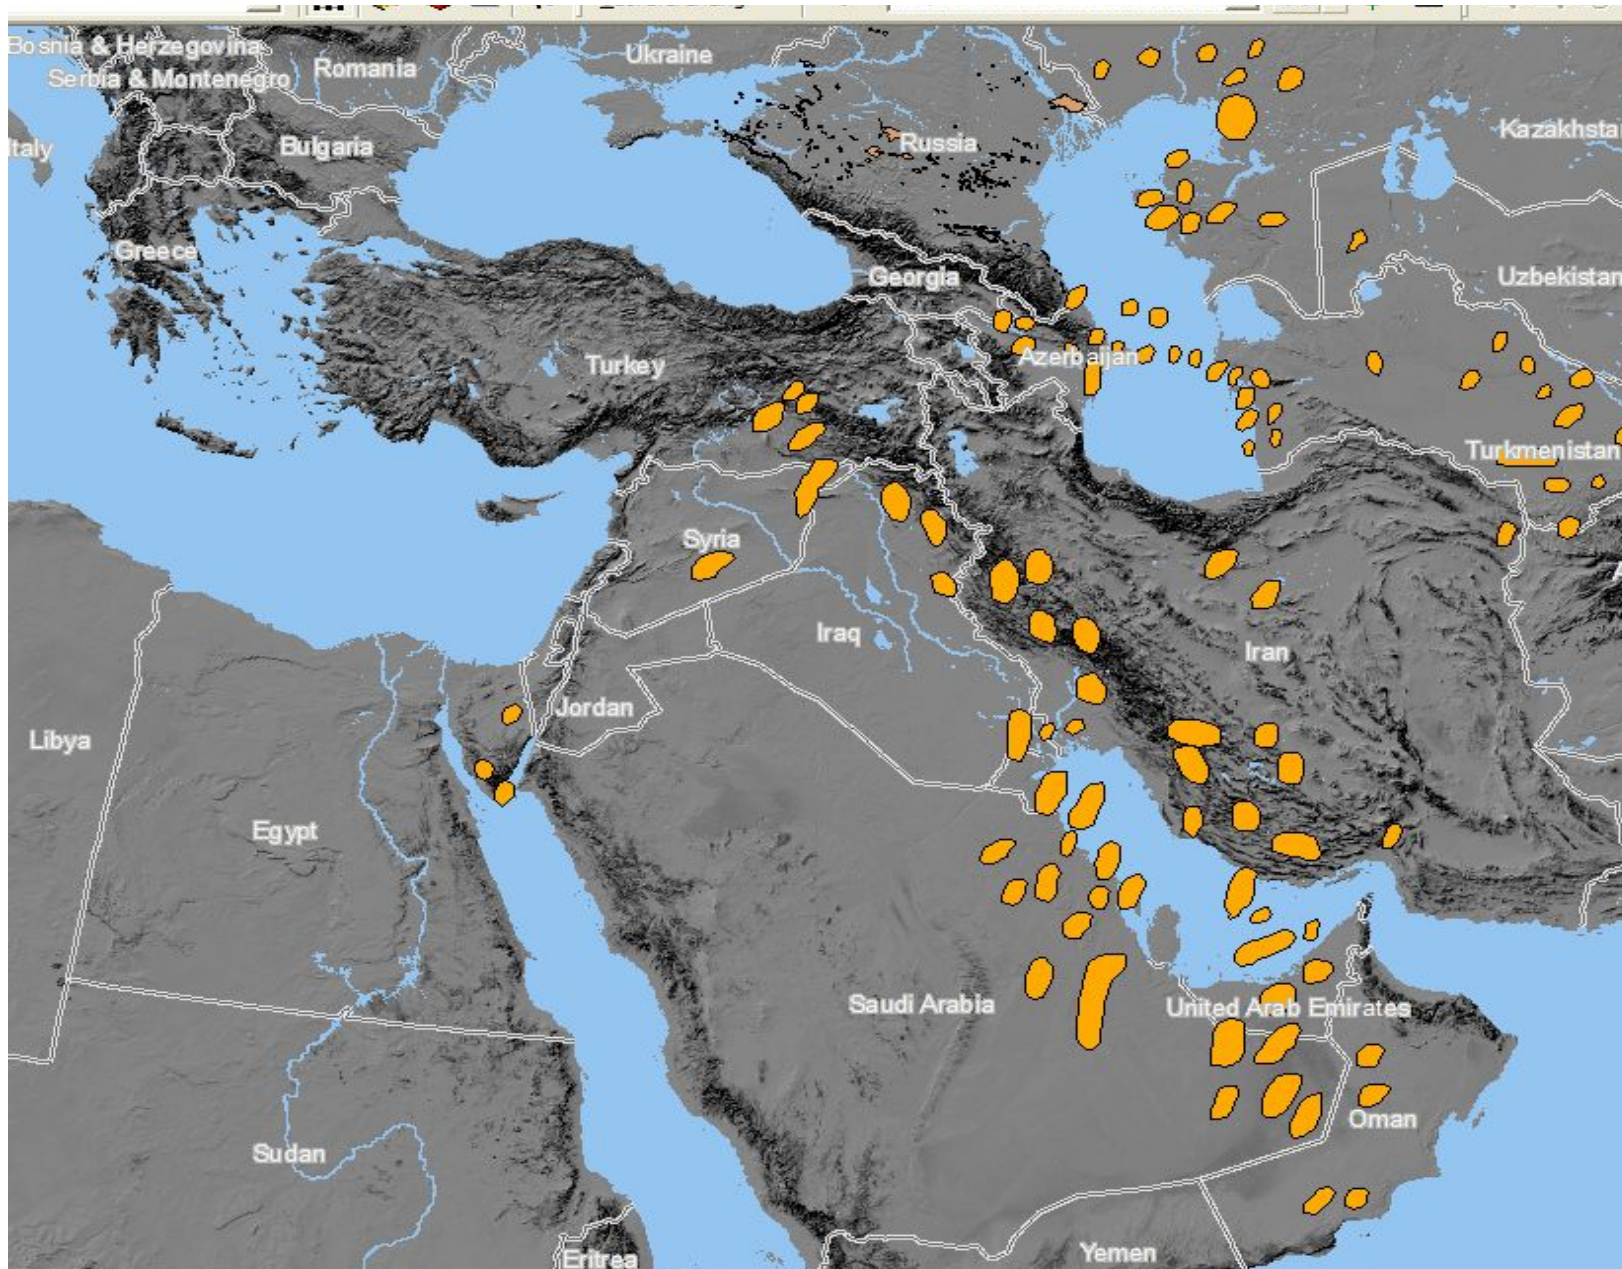 Bosnia & Herzegovina
Ukraine
Romania
Serbia & Montenegro
Kazakhsta
Italy
Bulgaria
Russia
Greece
Georgia
Uzbekistan
Turkey
Azerbaijan
Turkmenistan
Syria
Iraq
Iran
Jordan
Libya
Egypt
Saudi Arabia
United Arab Emirates
Oman
Sudan
Yemen
Eritrea